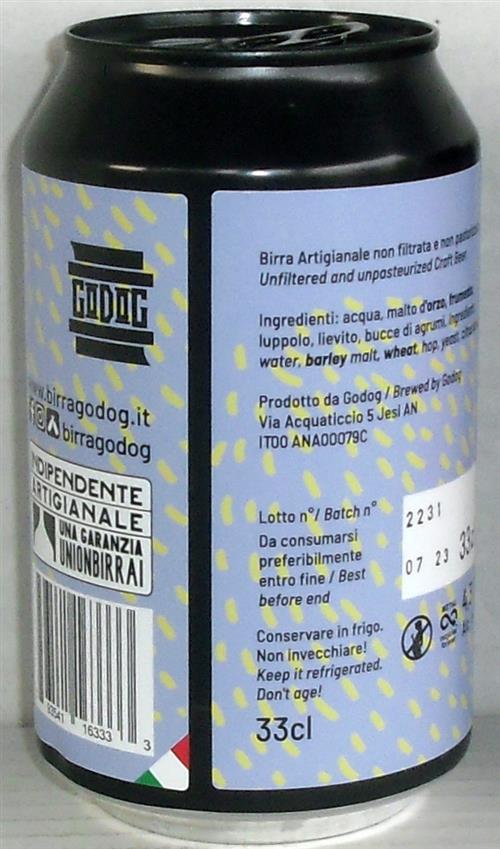 GODOG
www.birragodog.it
birragodog
INDIPENDENTE
ARTIGIANALE
UNA GARANZIA
UNIONBIRRAI
16333 3
Birra Artigianale non filtrata e non
Unfiltered and unpasteurized Craft Beer
Ingredienti: acqua, malto d'orzo, frumento,
luppolo, lievito, bucce di agrumi.
water, barley malt, wheat, hop, yeast,
Prodotto da Godog / Brewed by Godog
Via Acquaticcio 5 Jesi AN
IT00 ANA00079C
Lotto n°/ Batch n°
2231
Da consumarsi
preferibilmente
entro fine / Best
before end
07 23
Conservare in frigo.
Non invecchiare!
Keep it refrigerated.
Don't age!
33cl